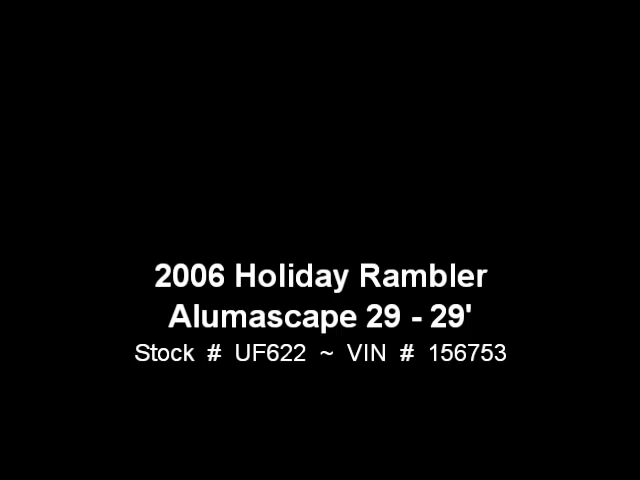 2006 Holiday Rambler
Alumascape 29 - 29'
Stock # UF622 ~ VIN # 156753